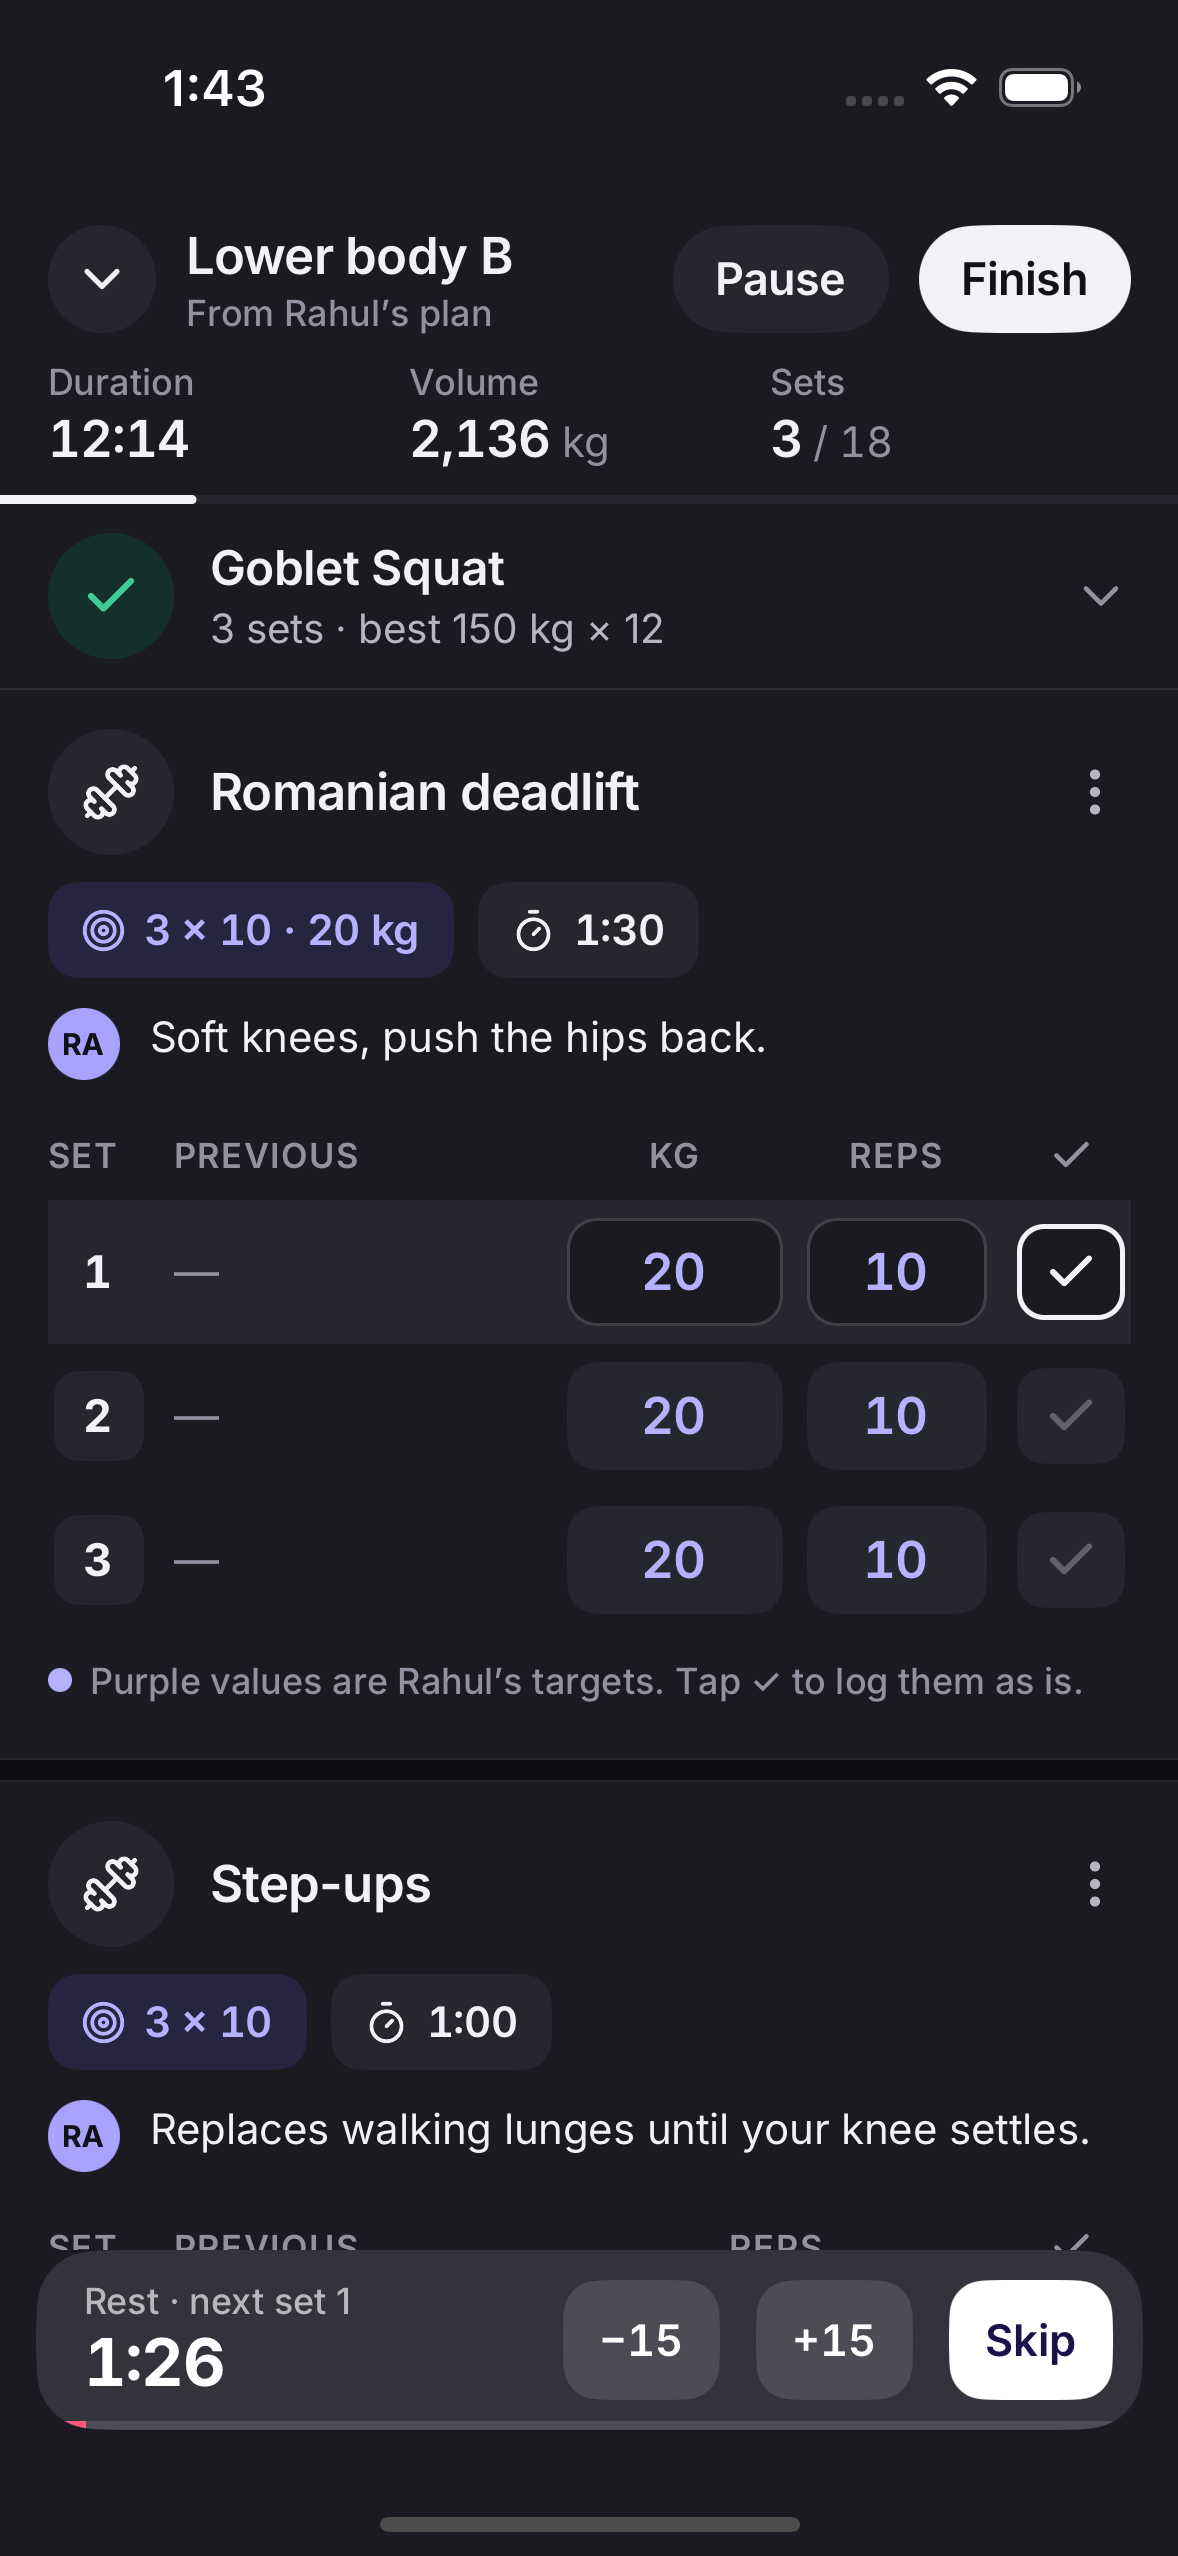 1:43
Lower body B
From Rahul’s plan
Pause
Finish
Duration
Volume
Sets
12:14
2,136 kg
3 / 18
Goblet Squat
3 sets · best 150 kg × 12
Romanian deadlift
3 × 10 · 20 kg
1:30
RA
Soft knees, push the hips back.
SET PREVIOUS KG REPS ✓
1 — 20 10 ✓
2 — 20 10 ✓
3 — 20 10 ✓
Purple values are Rahul’s targets. Tap ✓ to log them as is.
Step-ups
3 × 10
1:00
RA
Replaces walking lunges until your knee settles.
SET PREVIOUS REPS ✓
Rest · next set 1
1:26
−15
+15
Skip